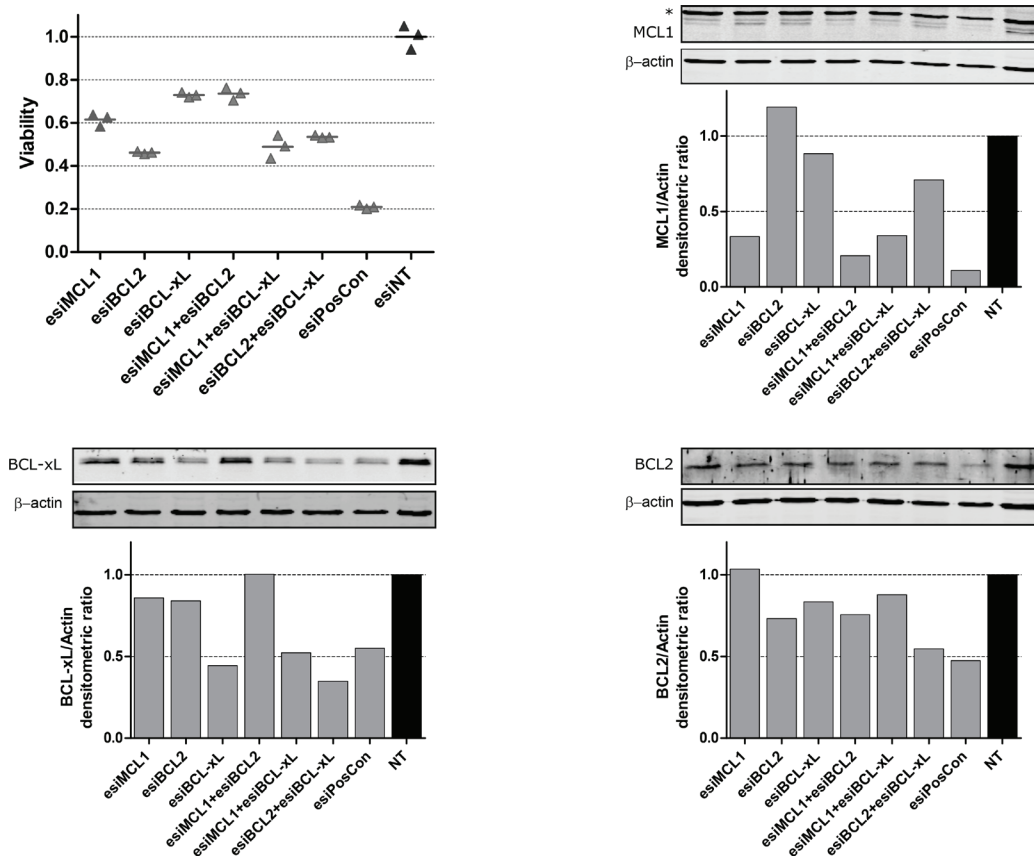 Viability
1.0
0.8
0.6
0.4
0.2
0.0
esiMCL1
esiBCL2
esiBCL-xL
esiMCL1+esiBCL2
esiMCL1+esiBCL-xL
esiBCL2+esiBCL-xL
esiPosCon
esiNT
*
MCL1
β–actin
MCL1/Actin
densitometric ratio
1.0
0.5
0.0
esiMCL1
esiBCL2
esiBCL-xL
esiMCL1+esiBCL2
esiMCL1+esiBCL-xL
esiBCL2+esiBCL-xL
esiPosCon
NT
BCL-xL
β–actin
BCL-xL/Actin
densitometric ratio
1.0
0.5
0.0
esiMCL1
esiBCL2
esiBCL-xL
esiMCL1+esiBCL2
esiMCL1+esiBCL-xL
esiBCL2+esiBCL-xL
esiPosCon
NT
BCL2
β–actin
BCL2/Actin
densitometric ratio
1.0
0.5
0.0
esiMCL1
esiBCL2
esiBCL-xL
esiMCL1+esiBCL2
esiMCL1+esiBCL-xL
esiBCL2+esiBCL-xL
esiPosCon
NT